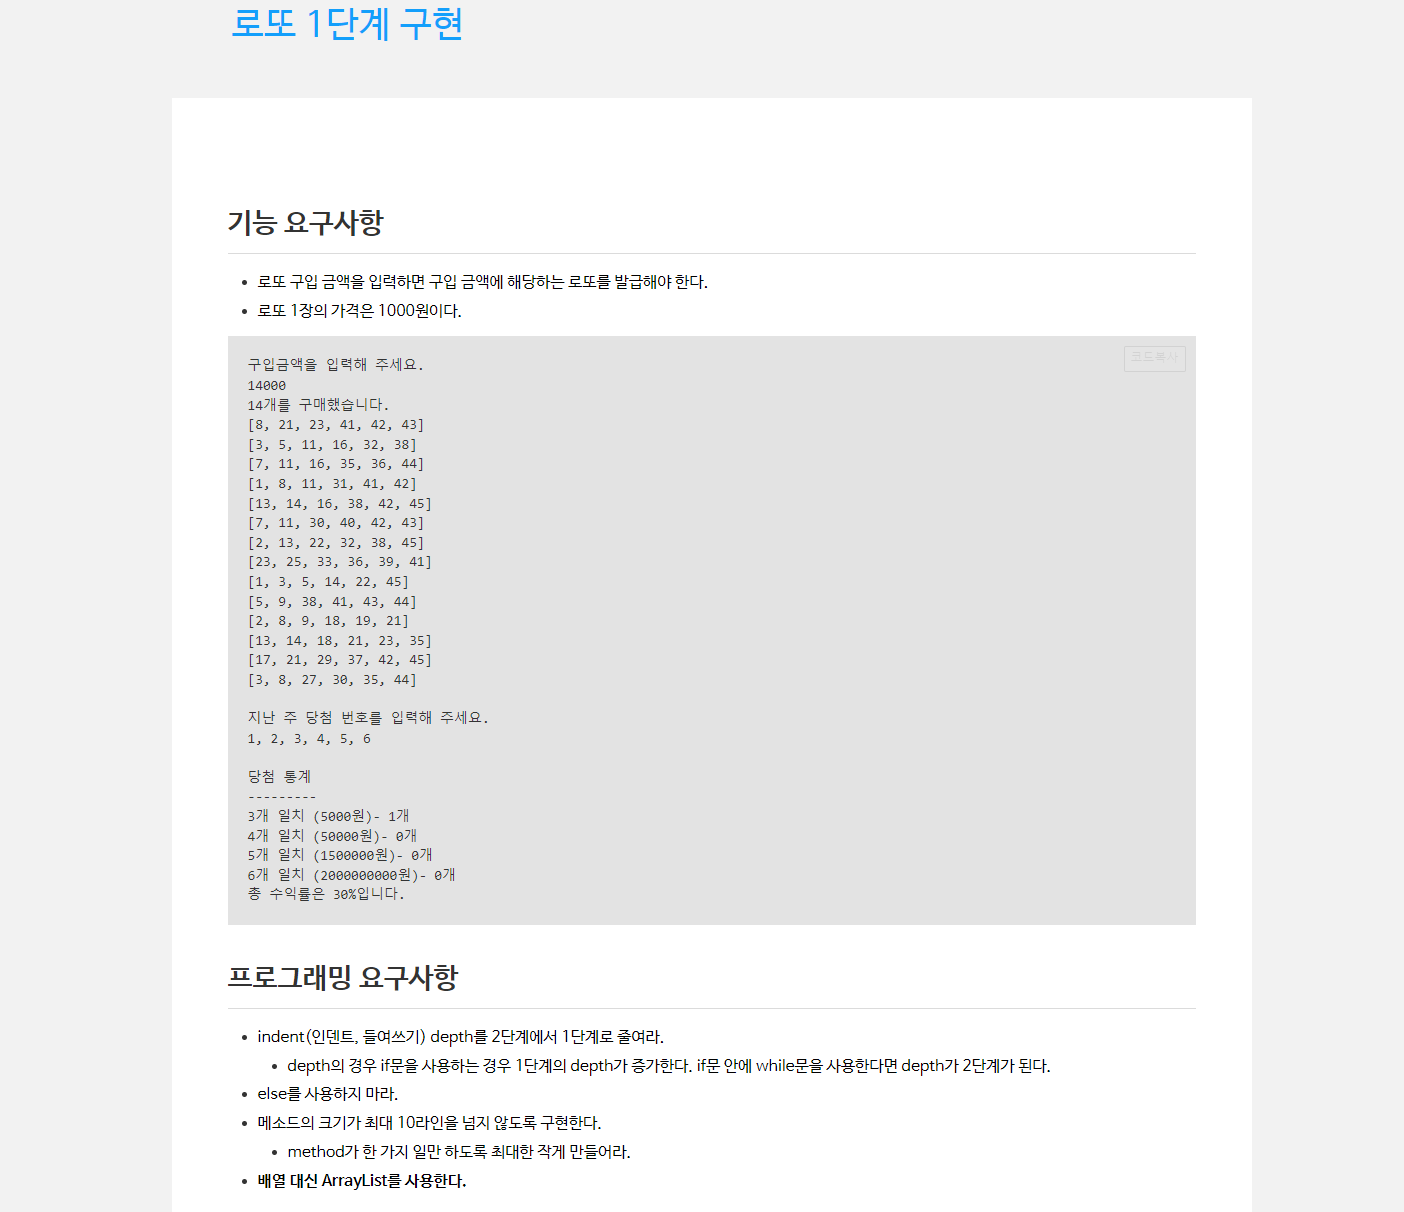 로또 1단계 구현
기능 요구사항
로또 구입 금액을 입력하면 구입 금액에 해당하는 로또를 발급해야 한다.
로또 1장의 가격은 1000원이다.
코드복사
구입금액을 입력해 주세요.
14000
14개를 구매했습니다.
[8, 21, 23, 41, 42, 43]
[3, 5, 11, 16, 32, 38]
[7, 11, 16, 35, 36, 44]
[1, 8, 11, 31, 41, 42]
[13, 14, 16, 38, 42, 45]
[7, 11, 30, 40, 42, 43]
[2, 13, 22, 32, 38, 45]
[23, 25, 33, 36, 39, 41]
[1, 3, 5, 14, 22, 45]
[5, 9, 38, 41, 43, 44]
[2, 8, 9, 18, 19, 21]
[13, 14, 18, 21, 23, 35]
[17, 21, 29, 37, 42, 45]
[3, 8, 27, 30, 35, 44]
지난 주 당첨 번호를 입력해 주세요.
1, 2, 3, 4, 5, 6
당첨 통계
---------
3개 일치 (5000원)- 1개
4개 일치 (50000원)- 0개
5개 일치 (1500000원)- 0개
6개 일치 (2000000000원)- 0개
총 수익률은 30%입니다.
프로그래밍 요구사항
indent(인덴트, 들여쓰기) depth를 2단계에서 1단계로 줄여라.
depth의 경우 if문을 사용하는 경우 1단계의 depth가 증가한다. if문 안에 while문을 사용한다면 depth가 2단계가 된다.
else를 사용하지 마라.
메소드의 크기가 최대 10라인을 넘지 않도록 구현한다.
method가 한 가지 일만 하도록 최대한 작게 만들어라.
배열 대신 ArrayList를 사용한다.